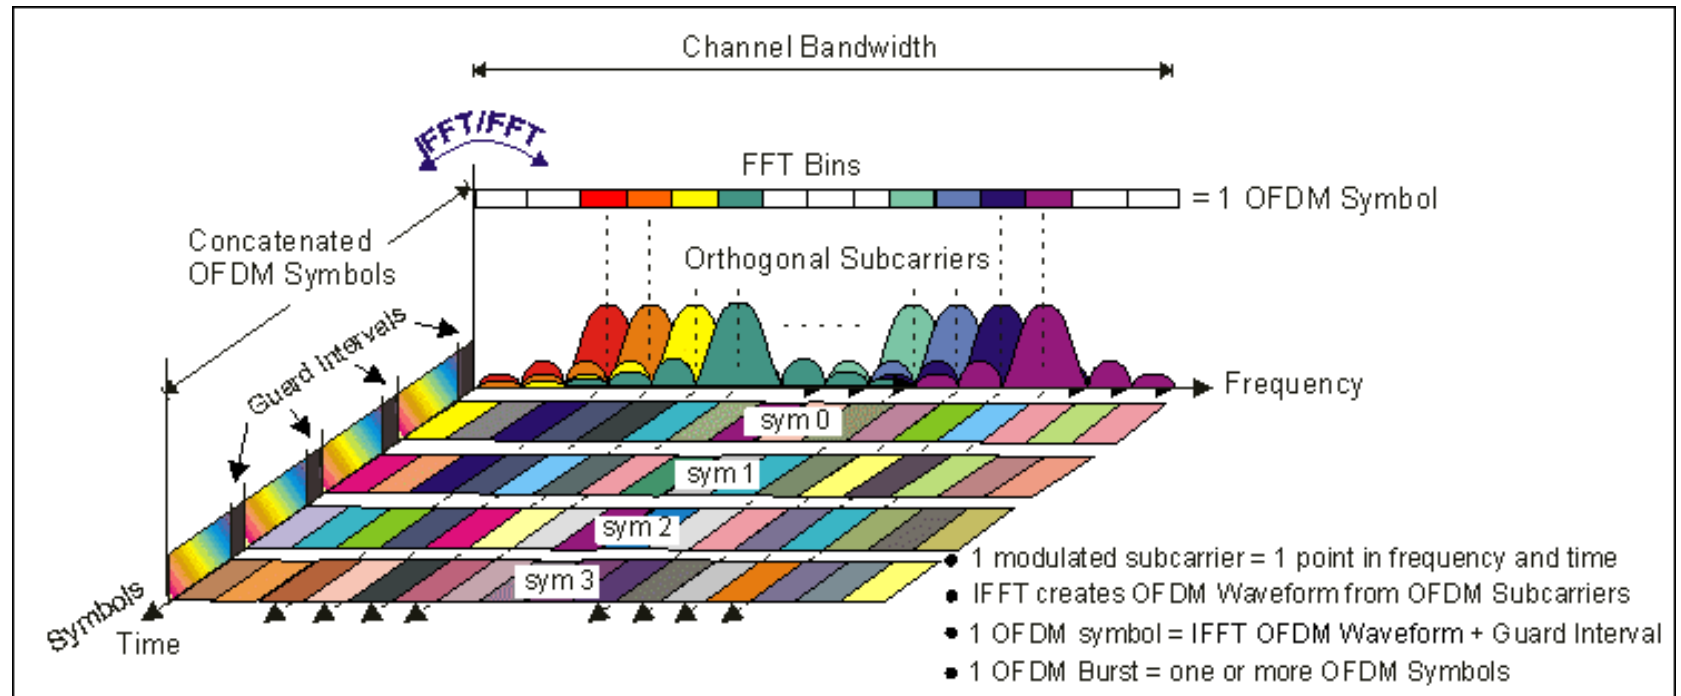 Channel Bandwidth
IFFT/FFT
FFT Bins
= 1 OFDM Symbol
Concatenated
OFDM Symbols
Orthogonal Subcarriers
Guard Intervals
Frequency
sym 0
sym 1
sym 2
sym 3
Symbols
Time
● 1 modulated subcarrier = 1 point in frequency and time
● IFFT creates OFDM Waveform from OFDM Subcarriers
● 1 OFDM symbol = IFFT OFDM Waveform + Guard Interval
● 1 OFDM Burst = one or more OFDM Symbols